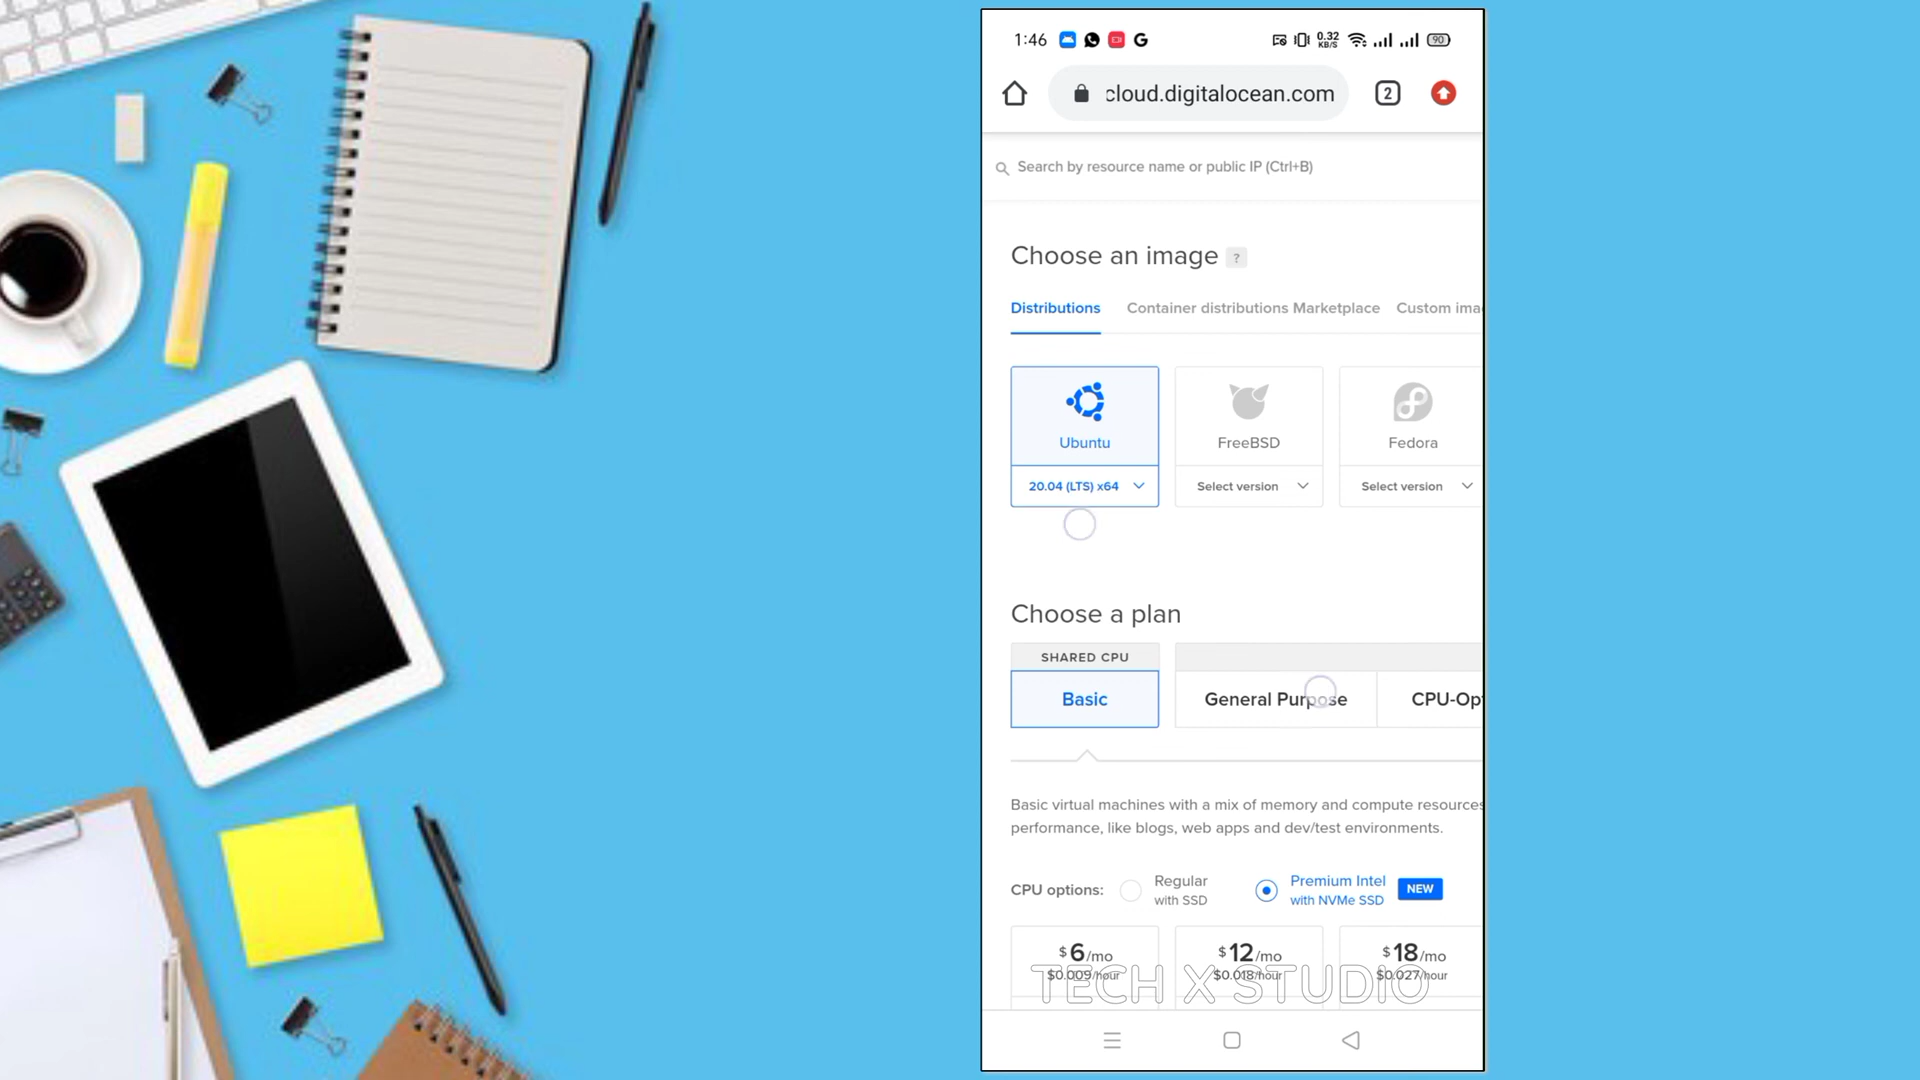 1:46
0.32
KB/S
90
cloud.digitalocean.com
2
Search by resource name or public IP (Ctrl+B)
Choose an image ?
Distributions Container distributions Marketplace Custom ima
Ubuntu FreeBSD Fedora
20.04 (LTS) x64 Select version Select version
Choose a plan
SHARED CPU
Basic General Purpose CPU-Op
Basic virtual machines with a mix of memory and compute resources
performance, like blogs, web apps and dev/test environments.
CPU options: Regular with SSD Premium Intel with NVMe SSD NEW
$6/mo $12/mo $18/mo
$0.009/hour $0.018/hour $0.027/hour
TECH X STUDIO